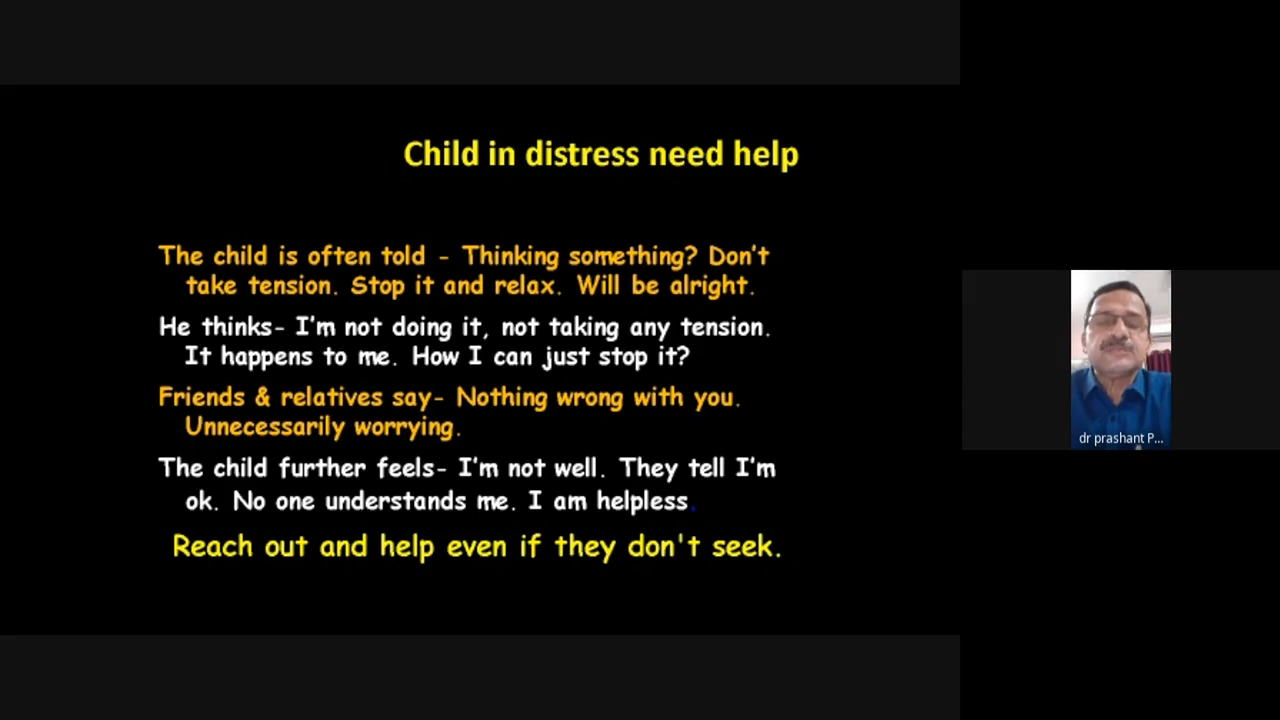 Child in distress need help
The child is often told - Thinking something? Don't
take tension. Stop it and relax. Will be alright.
He thinks- I'm not doing it, not taking any tension.
It happens to me. How I can just stop it?
Friends & relatives say- Nothing wrong with you.
Unnecessarily worrying.
The child further feels- I'm not well. They tell I'm
ok. No one understands me. I am helpless.
Reach out and help even if they don't seek.
dr prashant P...